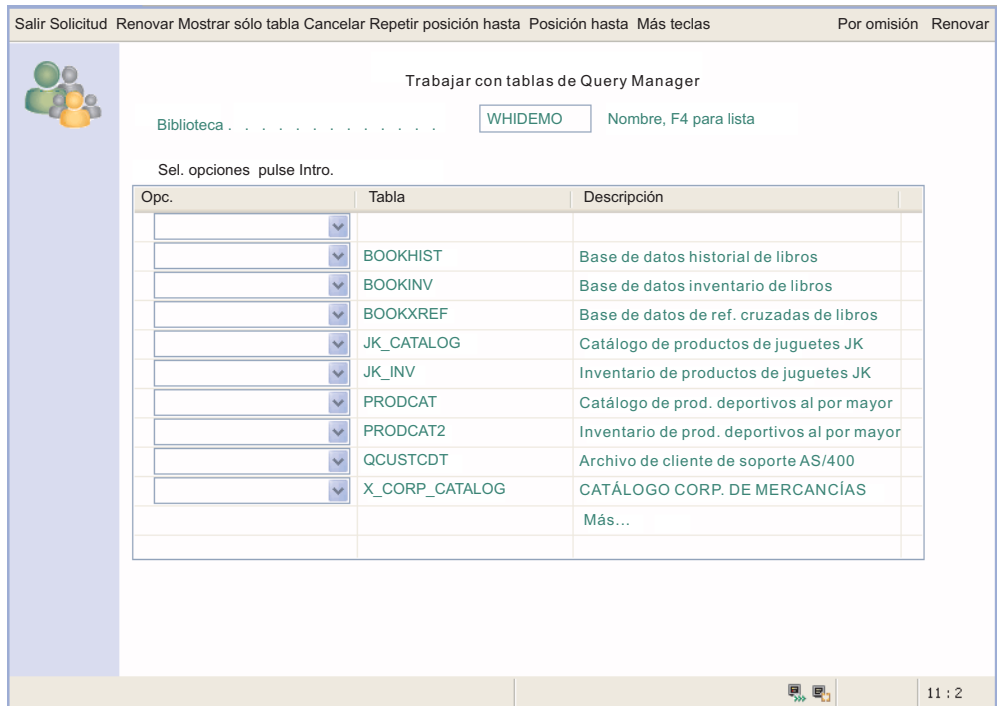 Salir Solicitud Renovar Mostrar sólo tabla Cancelar Repetir posición hasta Posición hasta Más teclas Por omisión Renovar
Trabajar con tablas de Query Manager
Biblioteca . . . . . . . . . . . . . WHIDEMO Nombre, F4 para lista
Sel. opciones pulse Intro.
Opc. Tabla Descripción
BOOKHIST Base de datos historial de libros
BOOKINV Base de datos inventario de libros
BOOKXREF Base de datos de ref. cruzadas de libros
JK_CATALOG Catálogo de productos de juguetes JK
JK_INV Inventario de productos de juguetes JK
PRODCAT Catálogo de prod. deportivos al por mayor
PRODCAT2 Inventario de prod. deportivos al por mayor
QCUSTCDT Archivo de cliente de soporte AS/400
X_CORP_CATALOG CATÁLOGO CORP. DE MERCANCÍAS
Más...
11 : 2